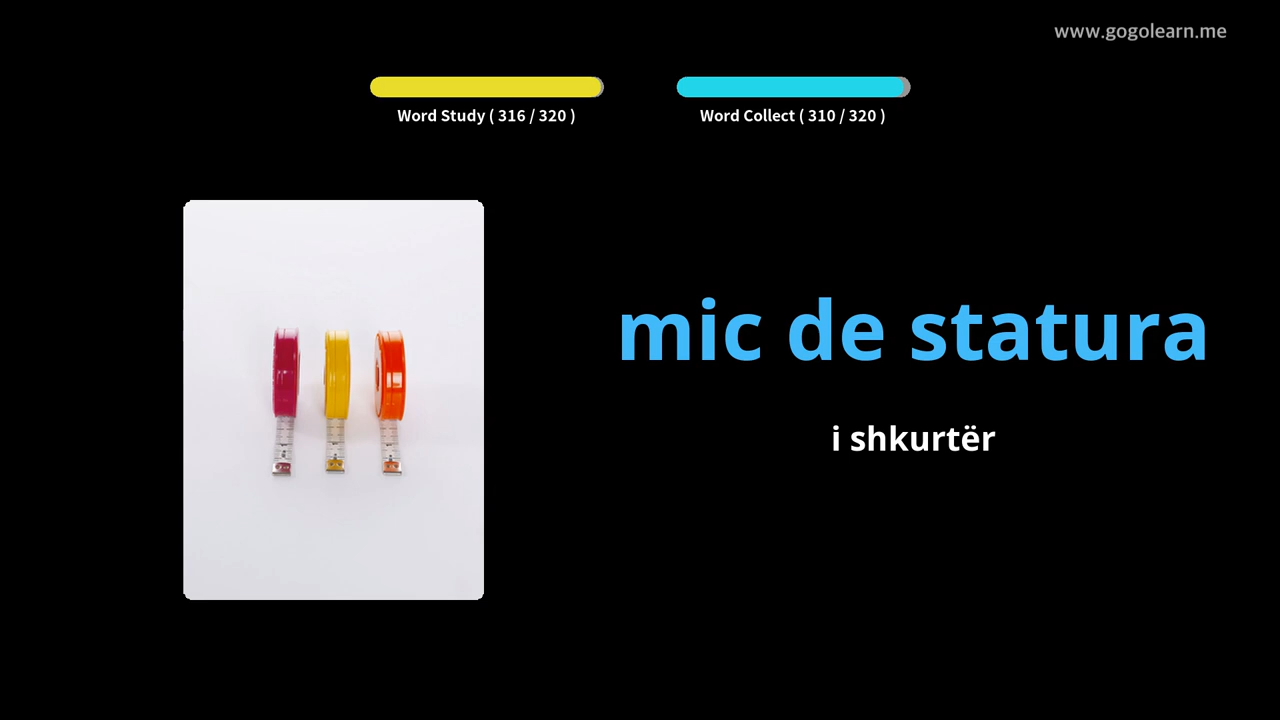 www.gogolearn.me
Word Study ( 316 / 320 )
Word Collect ( 310 / 320 )
mic de statura
i shkurtër